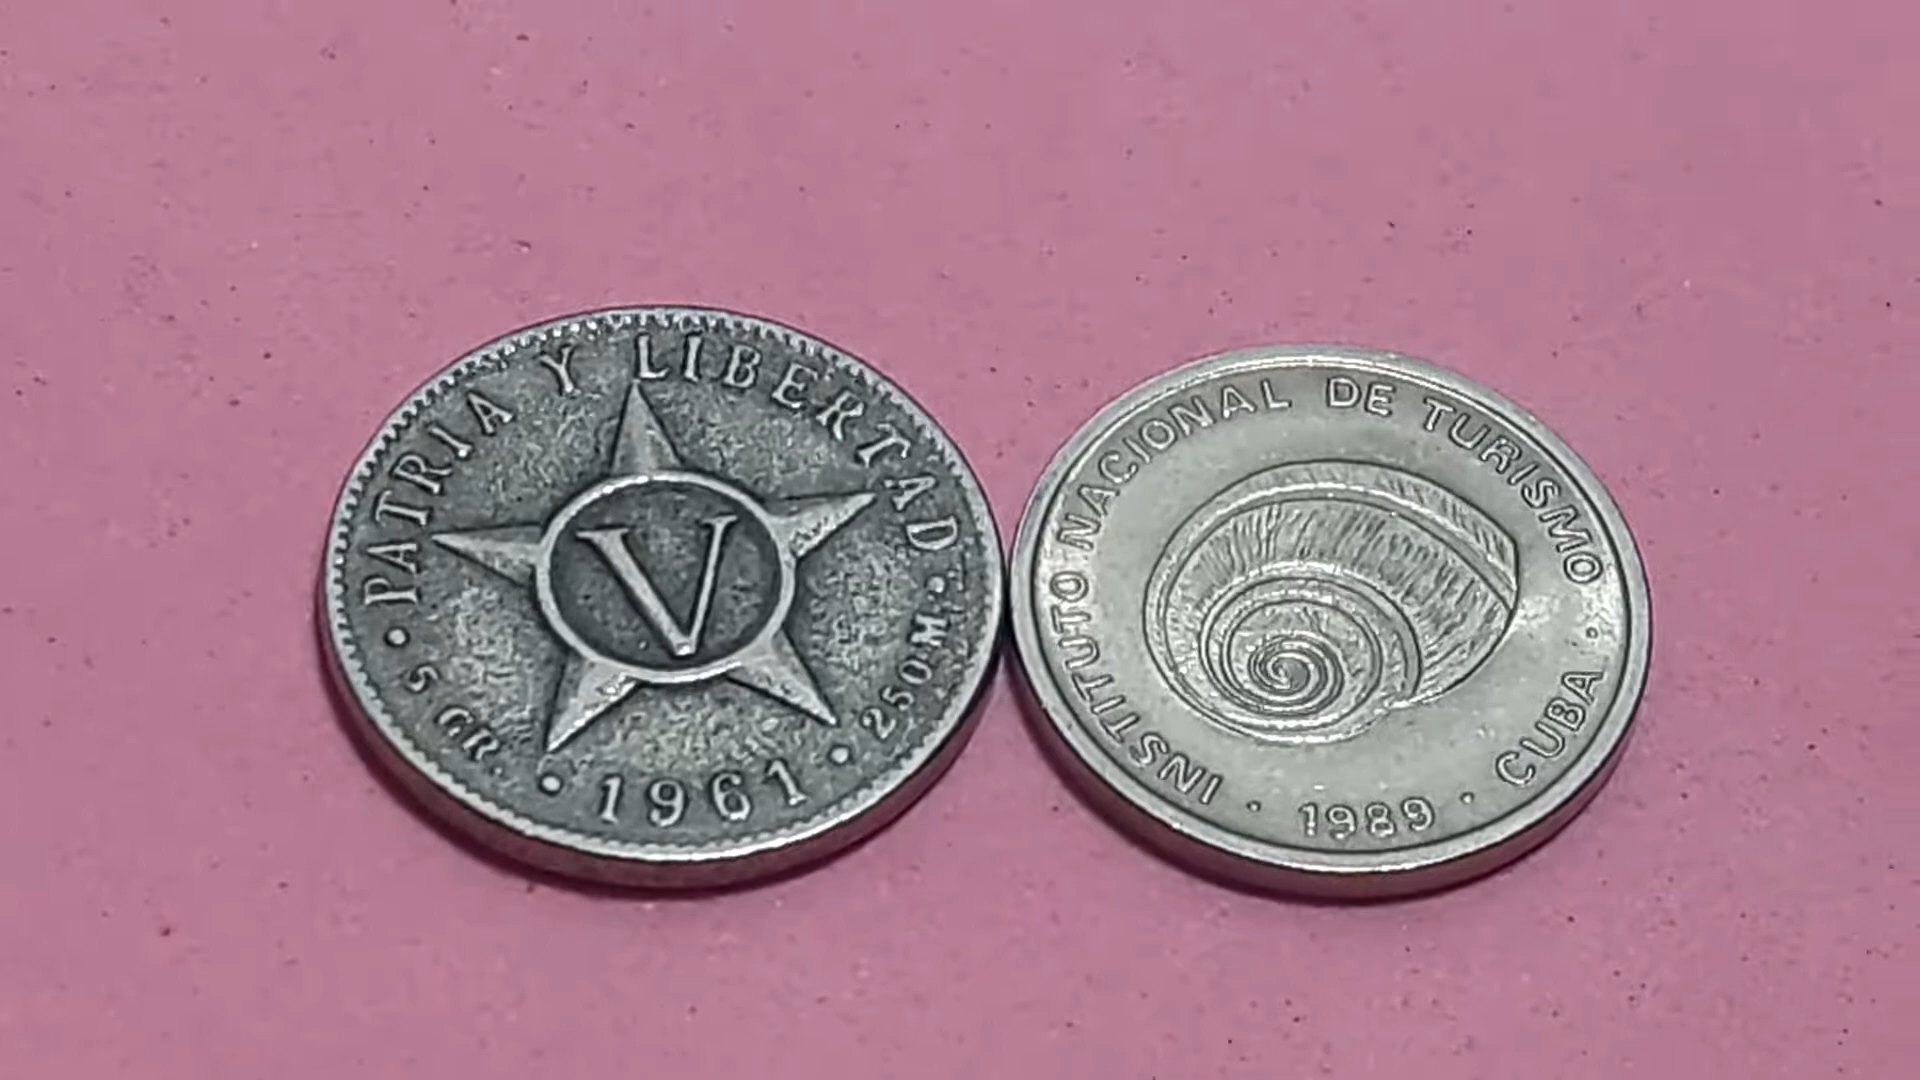 PATRIA Y LIBERTAD
V
5 GR.
1961
250 M.
INSTITUTO NACIONAL DE TURISMO
CUBA
1989